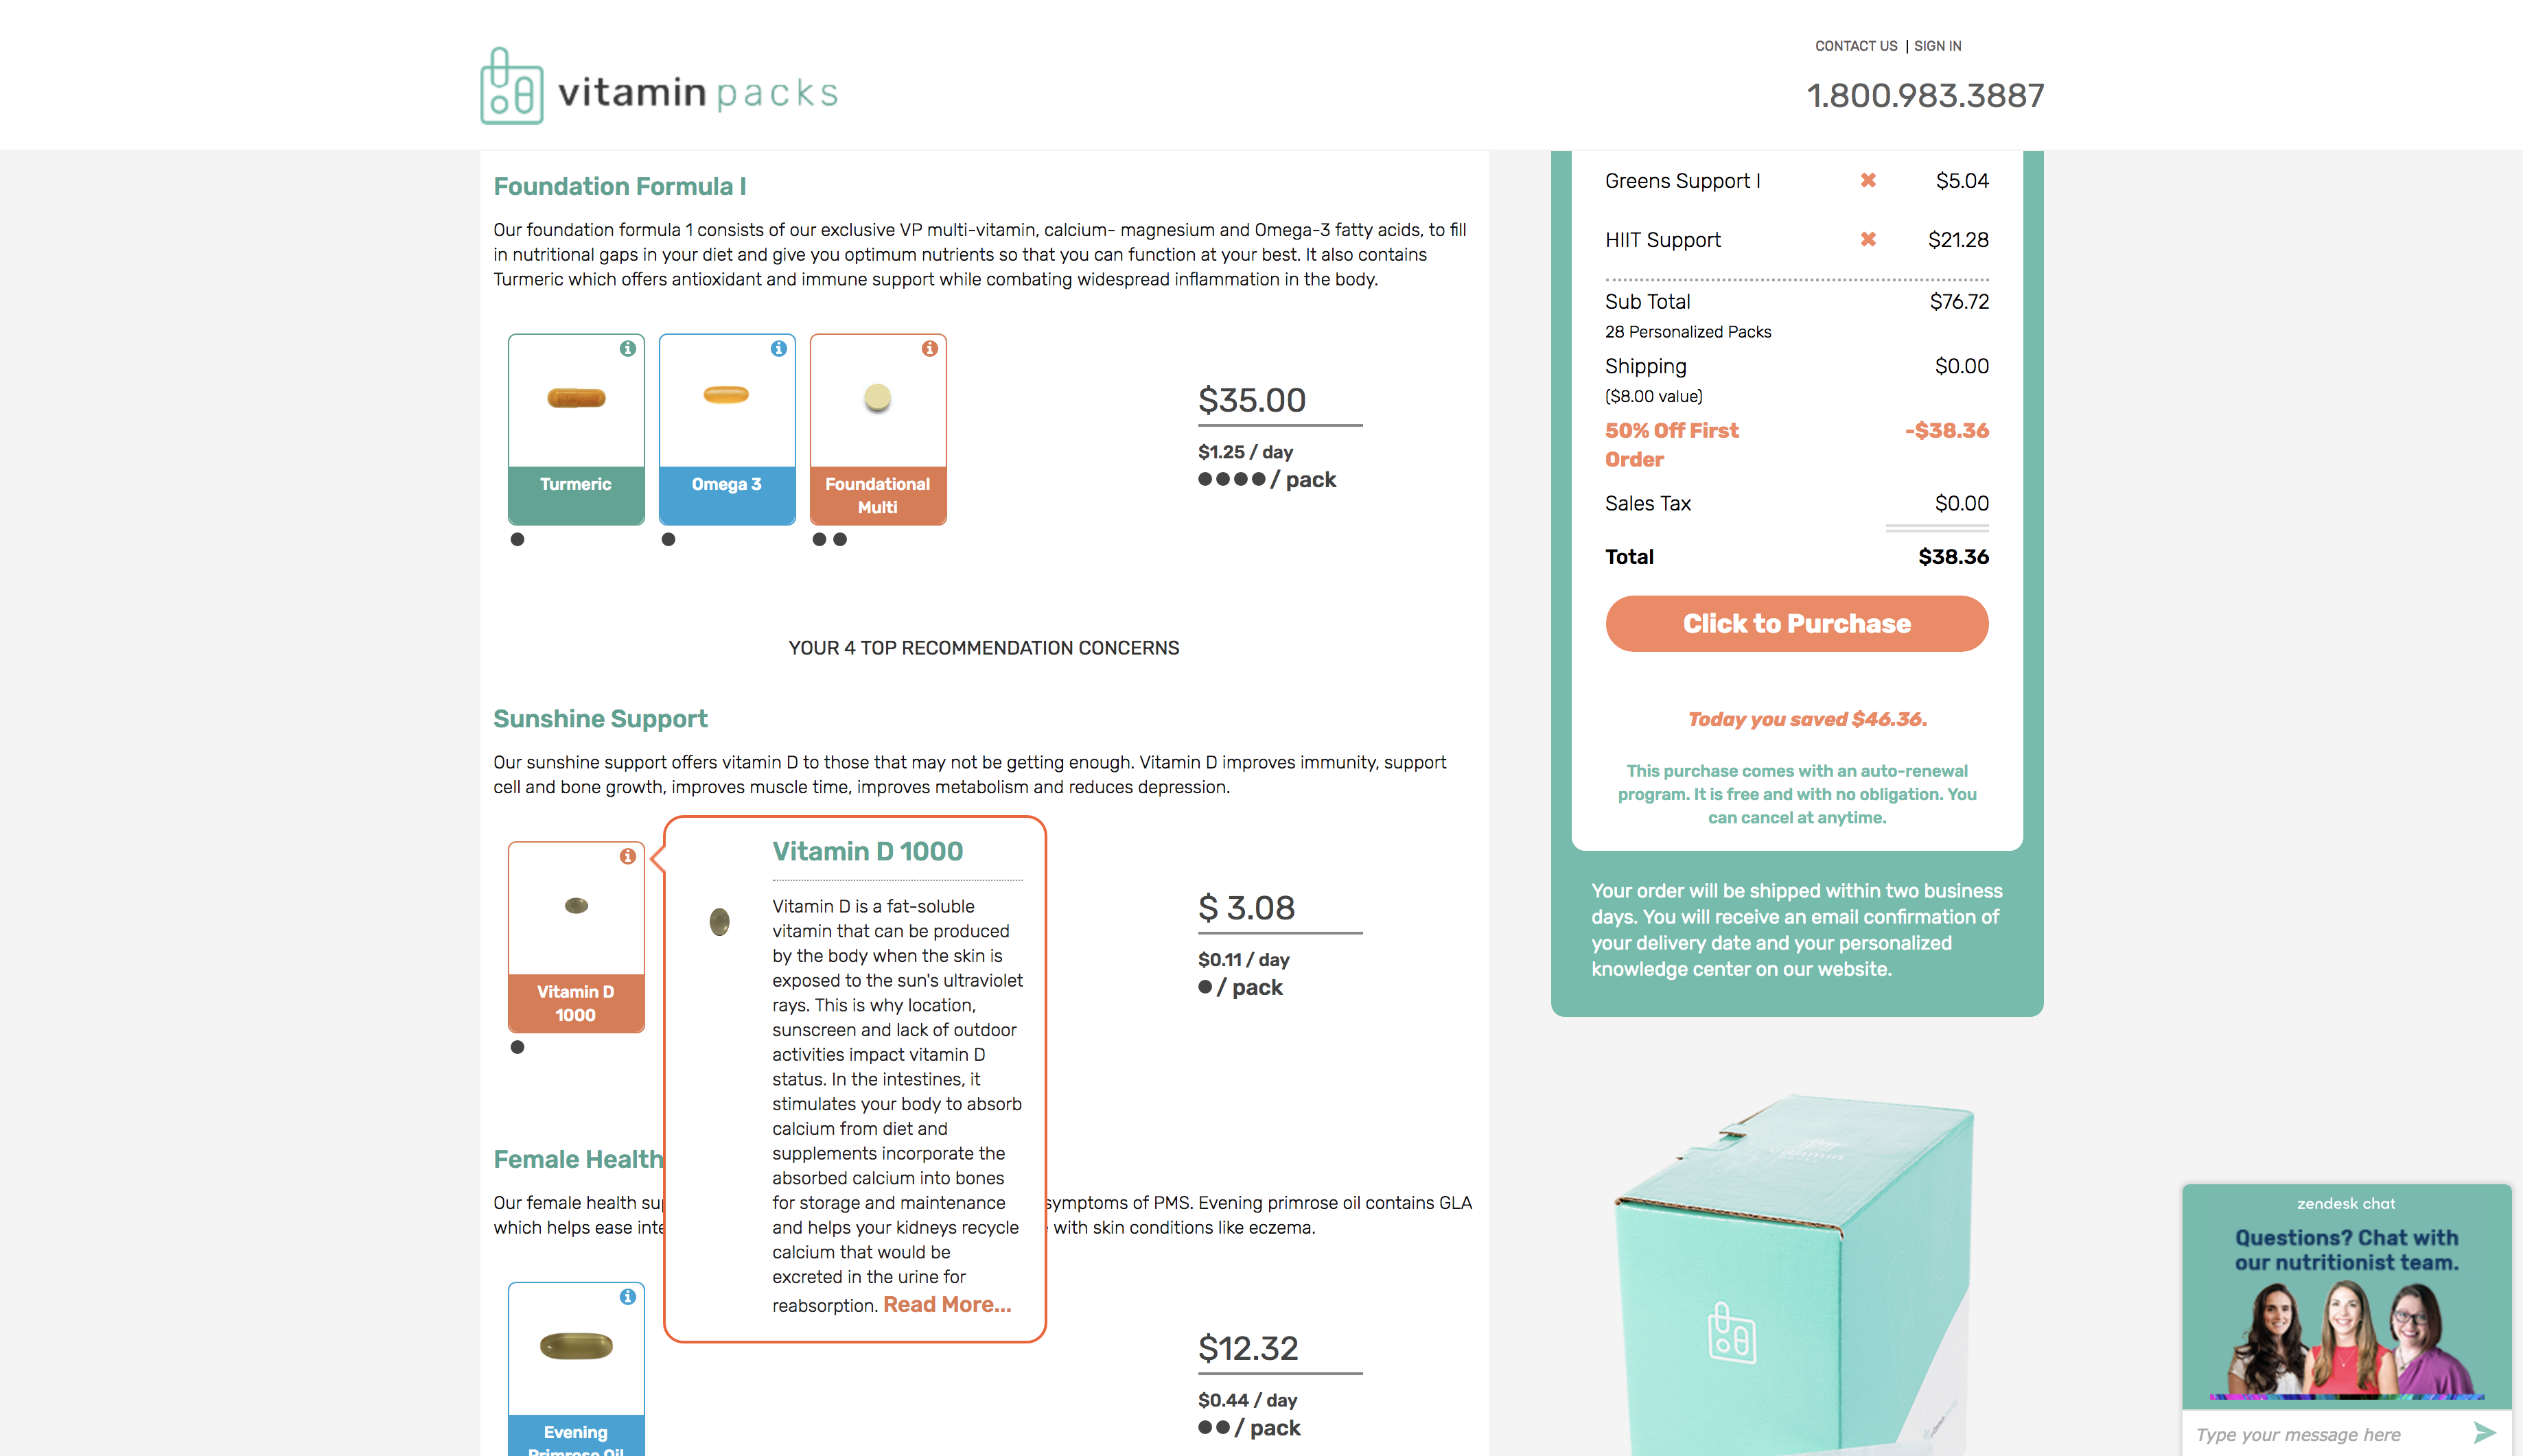 CONTACT US | SIGN IN
vitamin packs
1.800.983.3887
Foundation Formula I
Our foundation formula 1 consists of our exclusive VP multi-vitamin, calcium- magnesium and Omega-3 fatty acids, to fill
in nutritional gaps in your diet and give you optimum nutrients so that you can function at your best. It also contains
Turmeric which offers antioxidant and immune support while combating widespread inflammation in the body.
Turmeric
Omega 3
Foundational
Multi
$35.00
$1.25 / day
/ pack
YOUR 4 TOP RECOMMENDATION CONCERNS
Sunshine Support
Our sunshine support offers vitamin D to those that may not be getting enough. Vitamin D improves immunity, support
cell and bone growth, improves muscle time, improves metabolism and reduces depression.
Vitamin D
1000
Vitamin D 1000
Vitamin D is a fat-soluble
vitamin that can be produced
by the body when the skin is
exposed to the sun's ultraviolet
rays. This is why location,
sunscreen and lack of outdoor
activities impact vitamin D
status. In the intestines, it
stimulates your body to absorb
calcium from diet and
supplements incorporate the
absorbed calcium into bones
for storage and maintenance
and helps your kidneys recycle
calcium that would be
excreted in the urine for
reabsorption. Read More...
$ 3.08
$0.11 / day
/ pack
Female Health
Our female health symptoms of PMS. Evening primrose oil contains GLA
which helps ease with skin conditions like eczema.
Evening
Primrose Oil
$12.32
$0.44 / day
/ pack
Greens Support I $5.04
HIIT Support $21.28
Sub Total $76.72
28 Personalized Packs
Shipping $0.00
($8.00 value)
50% Off First -$38.36
Order
Sales Tax $0.00
Total $38.36
Click to Purchase
Today you saved $46.36.
This purchase comes with an auto-renewal
program. It is free and with no obligation. You
can cancel at anytime.
Your order will be shipped within two business
days. You will receive an email confirmation of
your delivery date and your personalized
knowledge center on our website.
zendesk chat
Questions? Chat with
our nutritionist team.
Type your message here